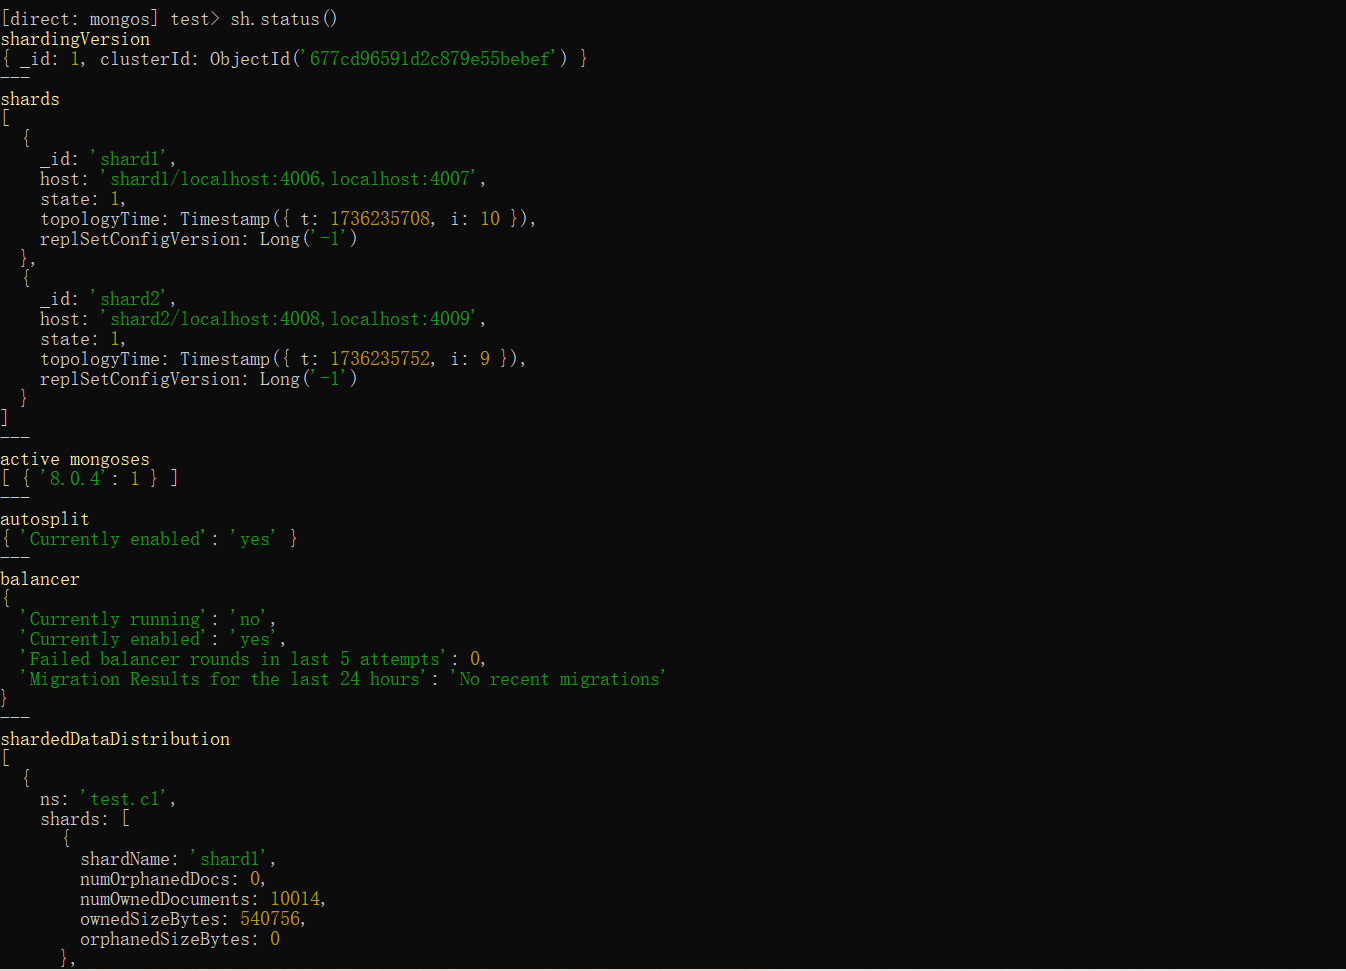 [direct: mongos] test> sh.status()
shardingVersion
{ _id: 1, clusterId: ObjectId('677cd96591d2c879e55bebef') }
---
shards
[
  {
    _id: 'shard1',
    host: 'shard1/localhost:4006,localhost:4007',
    state: 1,
    topologyTime: Timestamp({ t: 1736235708, i: 10 }),
    replSetConfigVersion: Long('-1')
  },
  {
    _id: 'shard2',
    host: 'shard2/localhost:4008,localhost:4009',
    state: 1,
    topologyTime: Timestamp({ t: 1736235752, i: 9 }),
    replSetConfigVersion: Long('-1')
  }
]
---
active mongoses
[ { '8.0.4': 1 } ]
---
autosplit
{ 'Currently enabled': 'yes' }
---
balancer
{
  'Currently running': 'no',
  'Currently enabled': 'yes',
  'Failed balancer rounds in last 5 attempts': 0,
  'Migration Results for the last 24 hours': 'No recent migrations'
}
---
shardedDataDistribution
[
  {
    ns: 'test.c1',
    shards: [
      {
        shardName: 'shard1',
        numOrphanedDocs: 0,
        numOwnedDocuments: 10014,
        ownedSizeBytes: 540756,
        orphanedSizeBytes: 0
      },